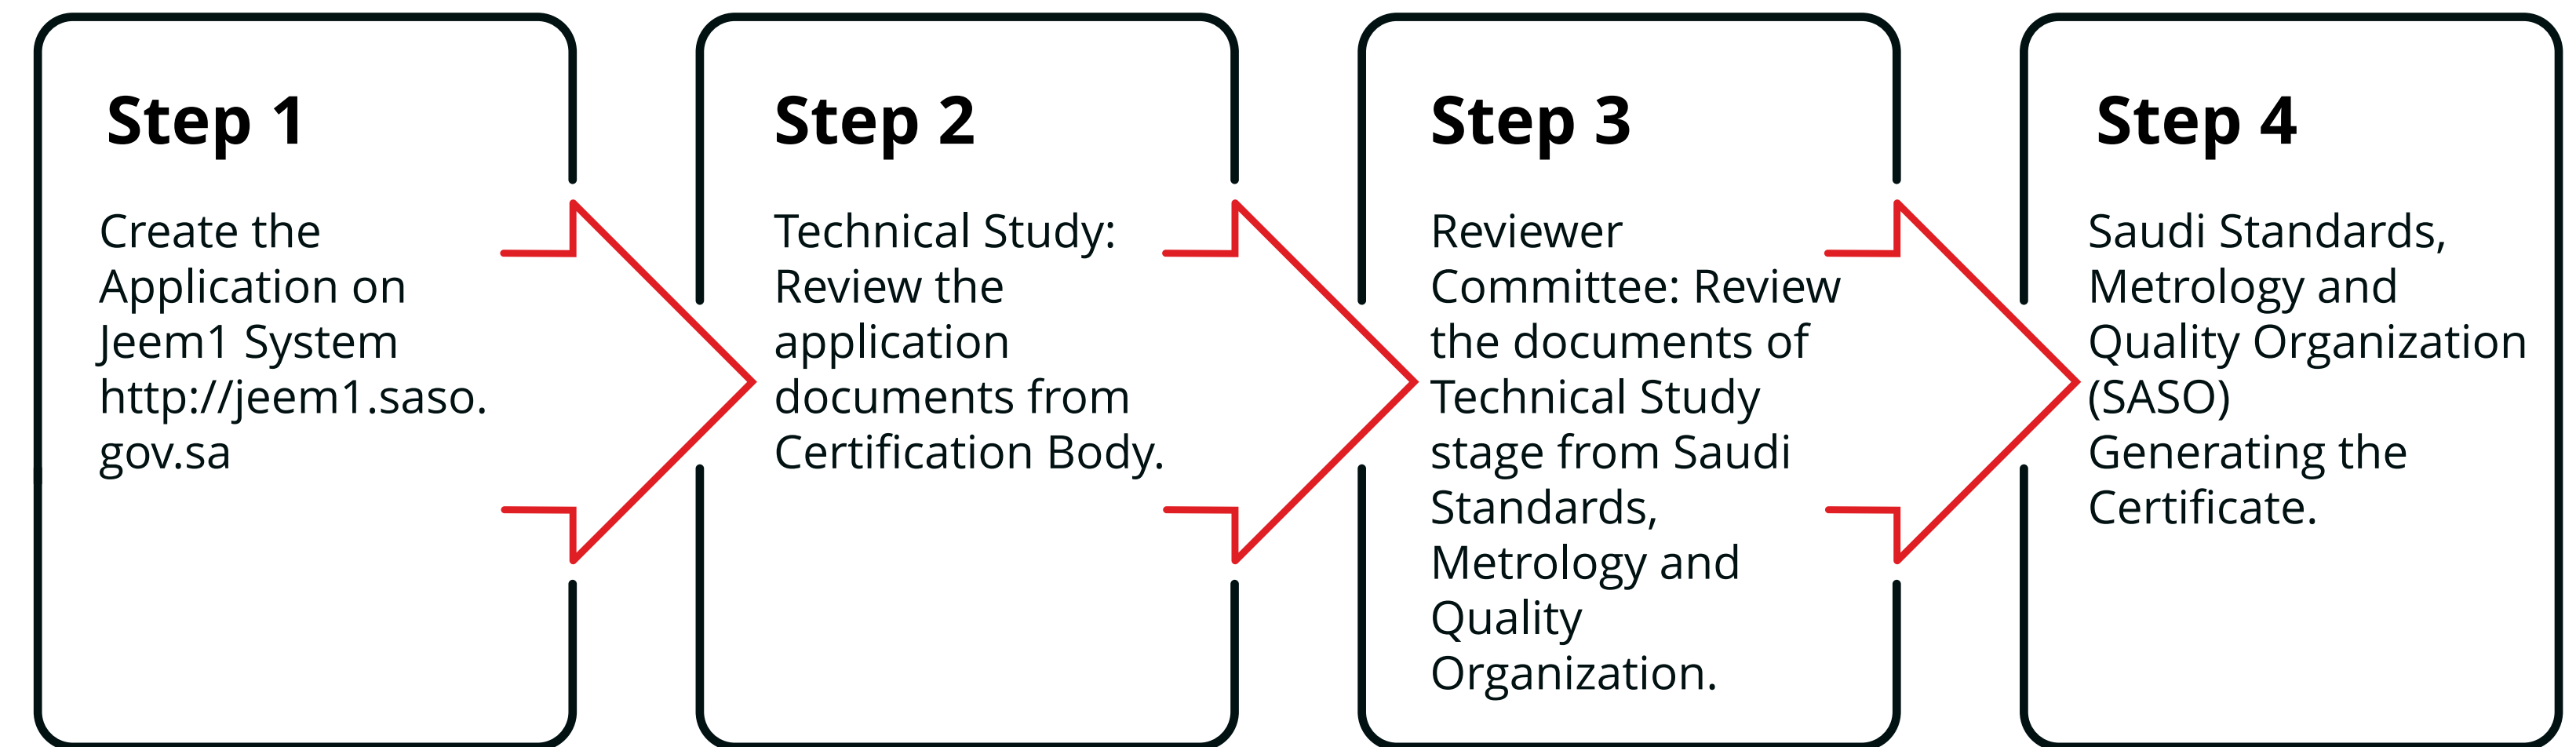 Step 1
Create the
Application on
Jeem1 System
http://jeem1.saso.
gov.sa
Step 2
Technical Study:
Review the
application
documents from
Certification Body.
Step 3
Reviewer
Committee: Review
the documents of
Technical Study
stage from Saudi
Standards,
Metrology and
Quality
Organization.
Step 4
Saudi Standards,
Metrology and
Quality Organization
(SASO)
Generating the
Certificate.